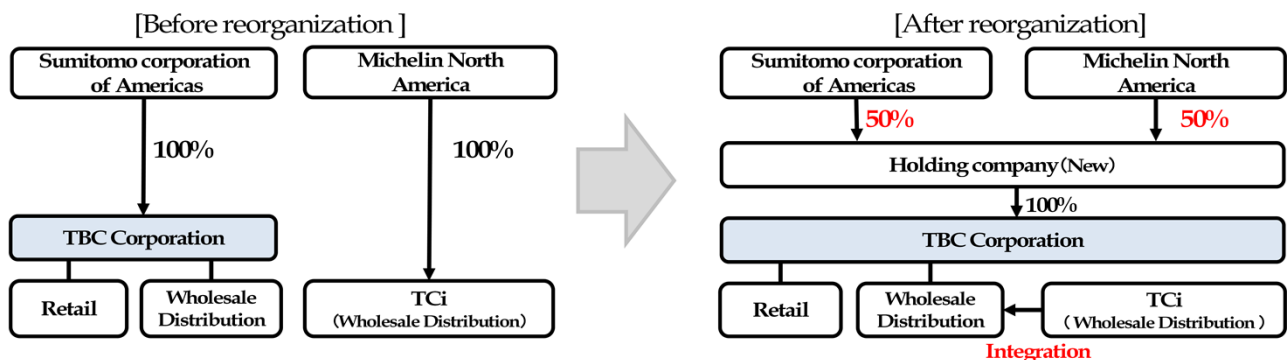 [Before reorganization]
Sumitomo corporation
of Americas
Michelin North
America
100%
100%
TBC Corporation
Retail
Wholesale
Distribution
TCi
(Wholesale Distribution)
[After reorganization]
Sumitomo corporation
of Americas
Michelin North
America
50%
50%
Holding company(New)
100%
TBC Corporation
Retail
Wholesale
Distribution
TCi
(Wholesale Distribution)
Integration